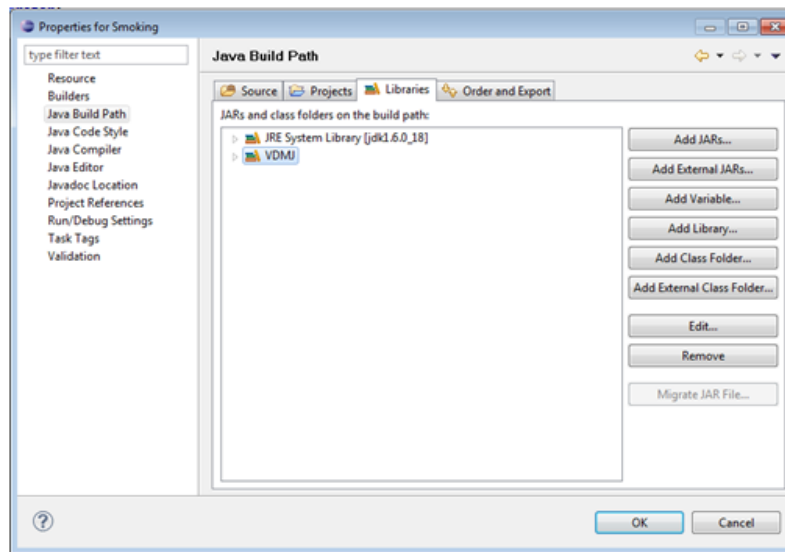 Properties for Smoking
type filter text
Resource
Builders
Java Build Path
Java Code Style
Java Compiler
Java Editor
Javadoc Location
Project References
Run/Debug Settings
Task Tags
Validation
Java Build Path
Source Projects Libraries Order and Export
JARs and class folders on the build path:
JRE System Library [jdk1.6.0_18]
VDMJ
Add JARs...
Add External JARs...
Add Variable...
Add Library...
Add Class Folder...
Add External Class Folder...
Edit...
Remove
Migrate JAR File...
OK Cancel